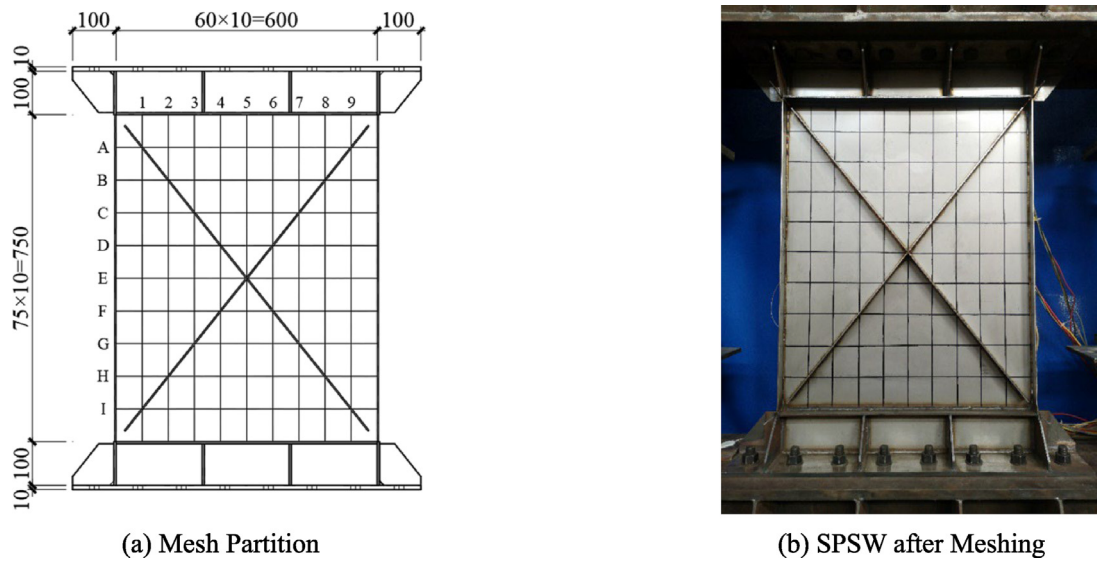 100 60×10=600 100
10
100
1 2 3 4 5 6 7 8 9
A
B
C
D
E
F
G
H
I
75×10=750
100
10
(a) Mesh Partition
(b) SPSW after Meshing